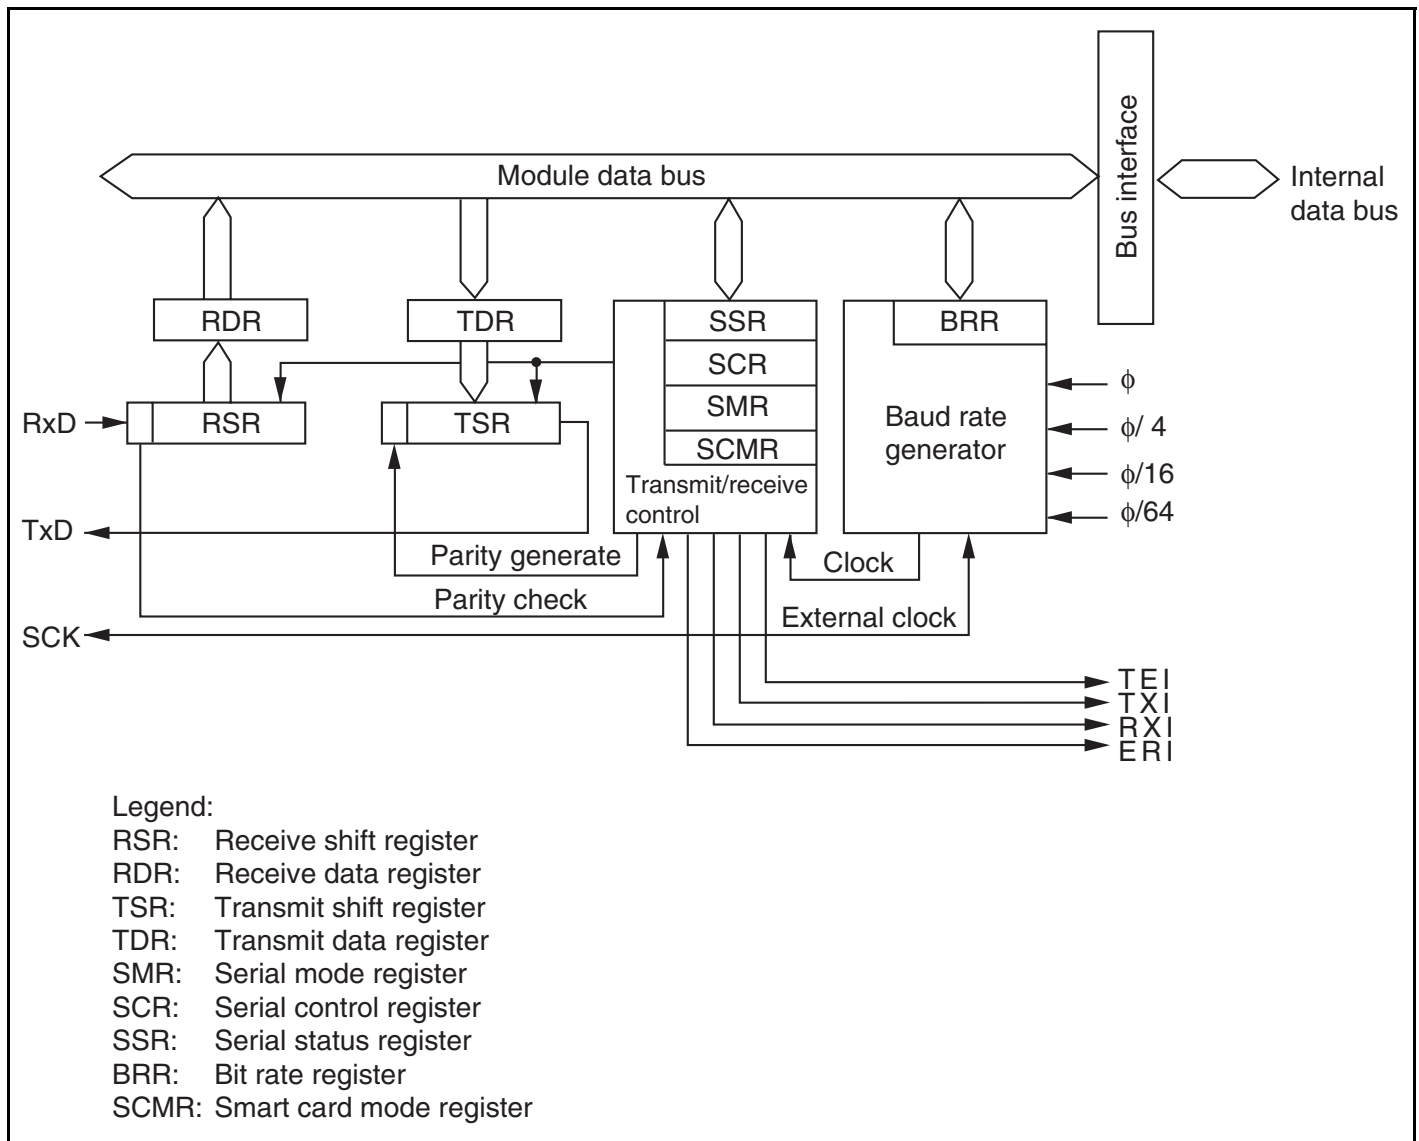 Bus interface
Module data bus
Internal
data bus
RDR
TDR
SSR
BRR
SCR
SMR
SCMR
RxD
RSR
TSR
Baud rate
generator
ϕ
ϕ/ 4
ϕ/16
ϕ/64
Transmit/receive
control
TxD
Parity generate
Clock
Parity check
External clock
SCK
TEI
TXI
RXI
ERI
Legend:
RSR: Receive shift register
RDR: Receive data register
TSR: Transmit shift register
TDR: Transmit data register
SMR: Serial mode register
SCR: Serial control register
SSR: Serial status register
BRR: Bit rate register
SCMR: Smart card mode register